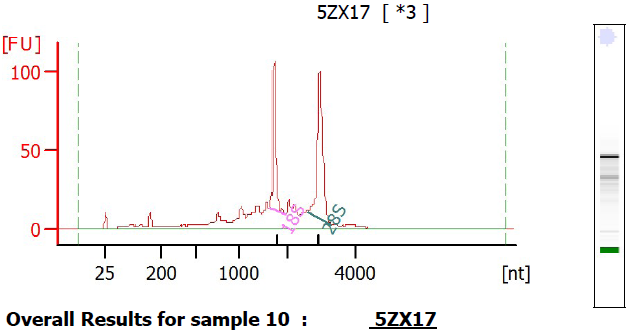 5ZX17 [ *3 ]
[FU]
100
50
0
18S
28S
25 200 1000 4000 [nt]
Overall Results for sample 10 : 5ZX17